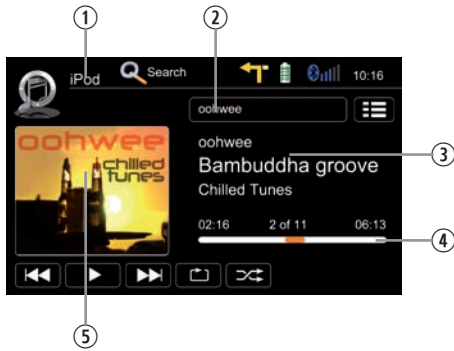 ① ②
iPod Search 10:16
oohwee
oohwee
oohwee
chilled
tunes
Bambuddha groove
③
Chilled Tunes
02:16 2 of 11 06:13
④
⑤